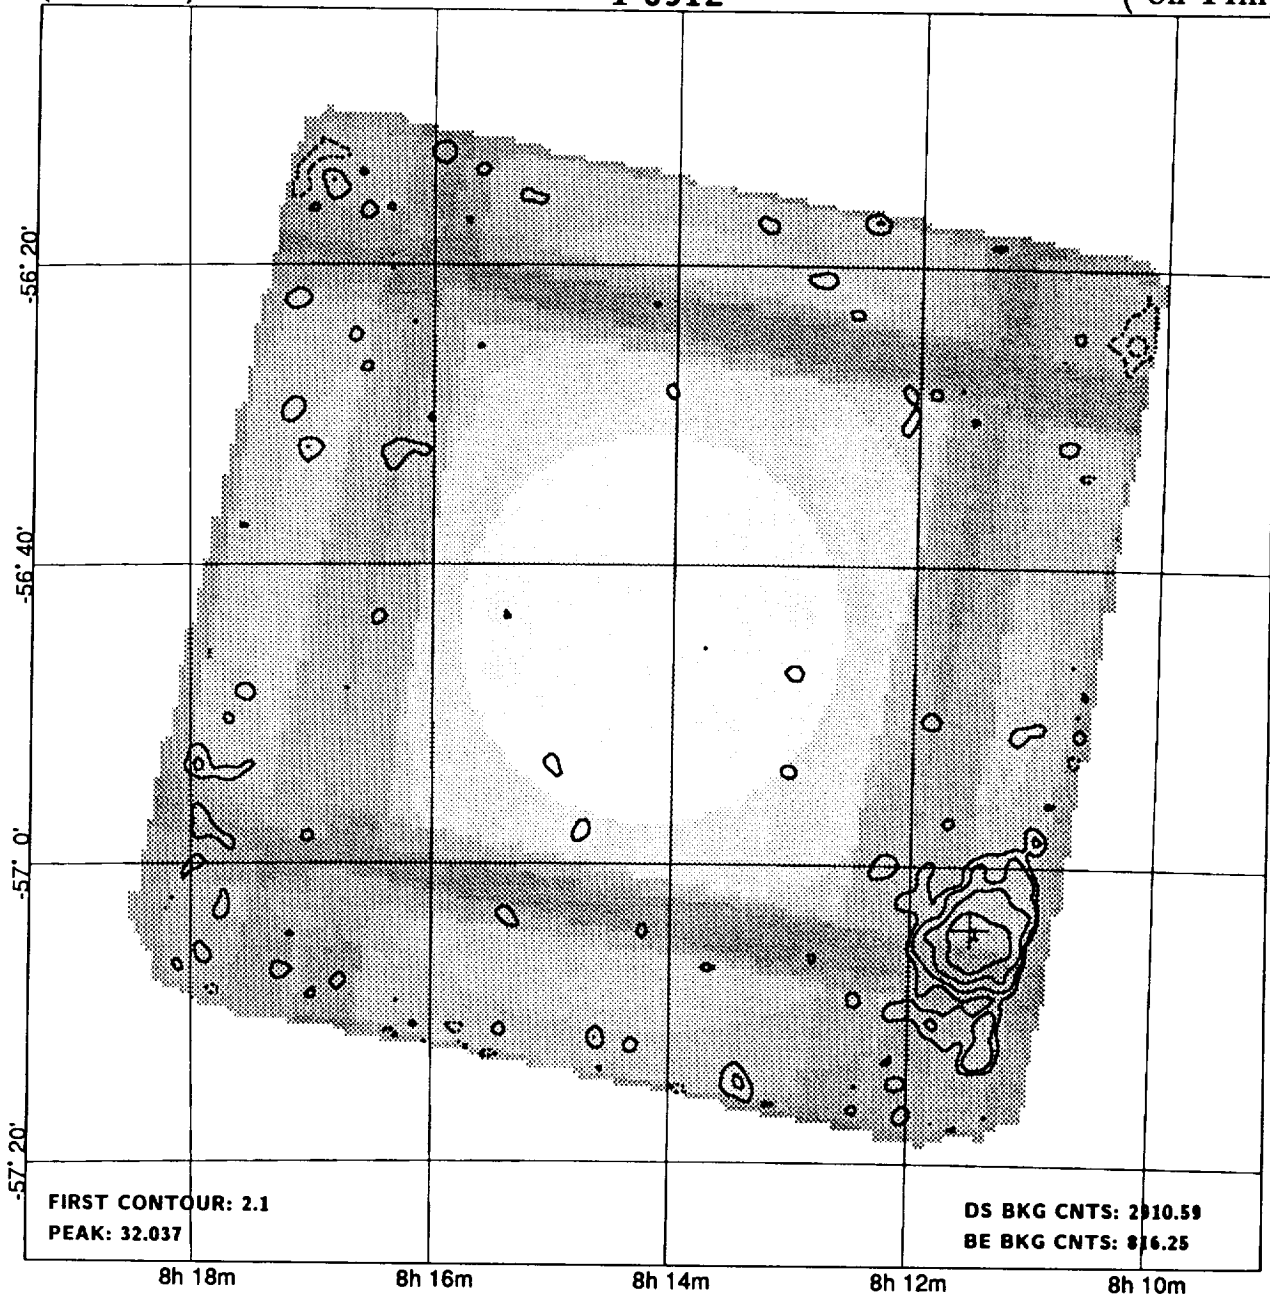 -56° 20'
-56° 40'
-57° 0'
-57° 20'
FIRST CONTOUR: 2.1
PEAK: 32.037
DS BKG CNTS: 2910.59
BE BKG CNTS: 816.25
8h 18m
8h 16m
8h 14m
8h 12m
8h 10m